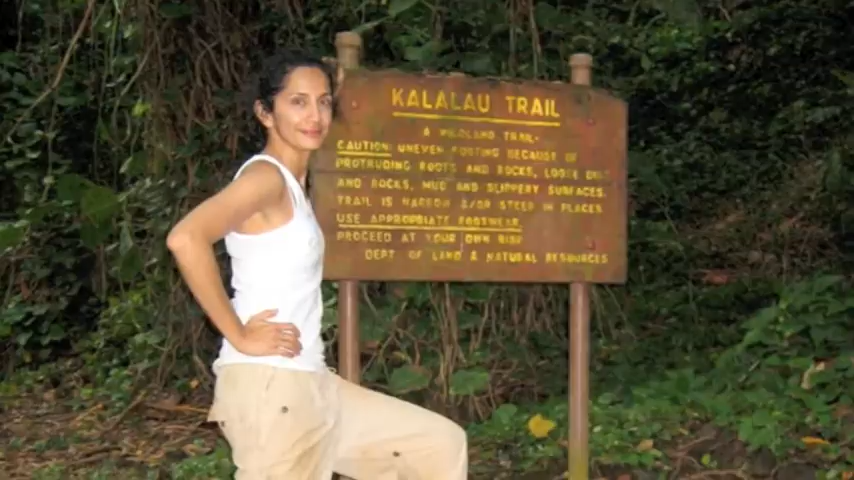 KALALAU TRAIL
A WILDLAND TRAIL-
CAUTION: UNEVEN FOOTING BECAUSE OF
PROTRUDING ROOTS AND ROCKS, LOOSE DIRT
AND ROCKS, MUD AND SLIPPERY SURFACES.
TRAIL IS NARROW &/OR STEEP IN PLACES
USE APPROPRIATE FOOTWEAR.
PROCEED AT YOUR OWN RISK
DEPT OF LAND & NATURAL RESOURCES